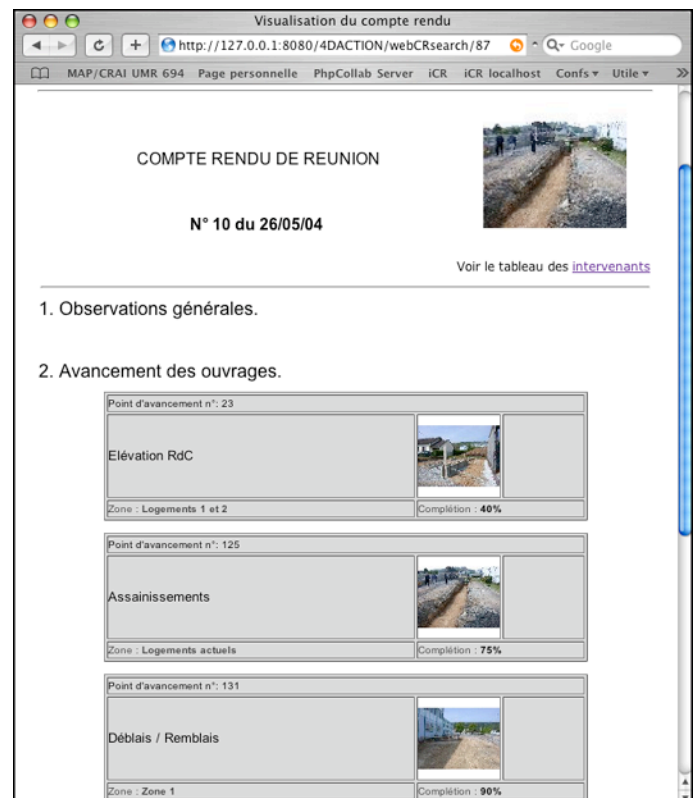 Visualisation du compte rendu
http://127.0.0.1:8080/4DACTION/webCRsearch/87
Google
MAP/CRAI UMR 694 Page personnelle PhpCollab Server iCR iCR localhost Confs Utile
COMPTE RENDU DE REUNION
N° 10 du 26/05/04
Voir le tableau des intervenants
1. Observations générales.
2. Avancement des ouvrages.
Point d'avancement n°: 23
Elévation RdC
Zone : Logements 1 et 2 Complétion : 40%
Point d'avancement n°: 125
Assainissements
Zone : Logements actuels Complétion : 75%
Point d'avancement n°: 131
Déblais / Remblais
Zone : Zone 1 Complétion : 90%